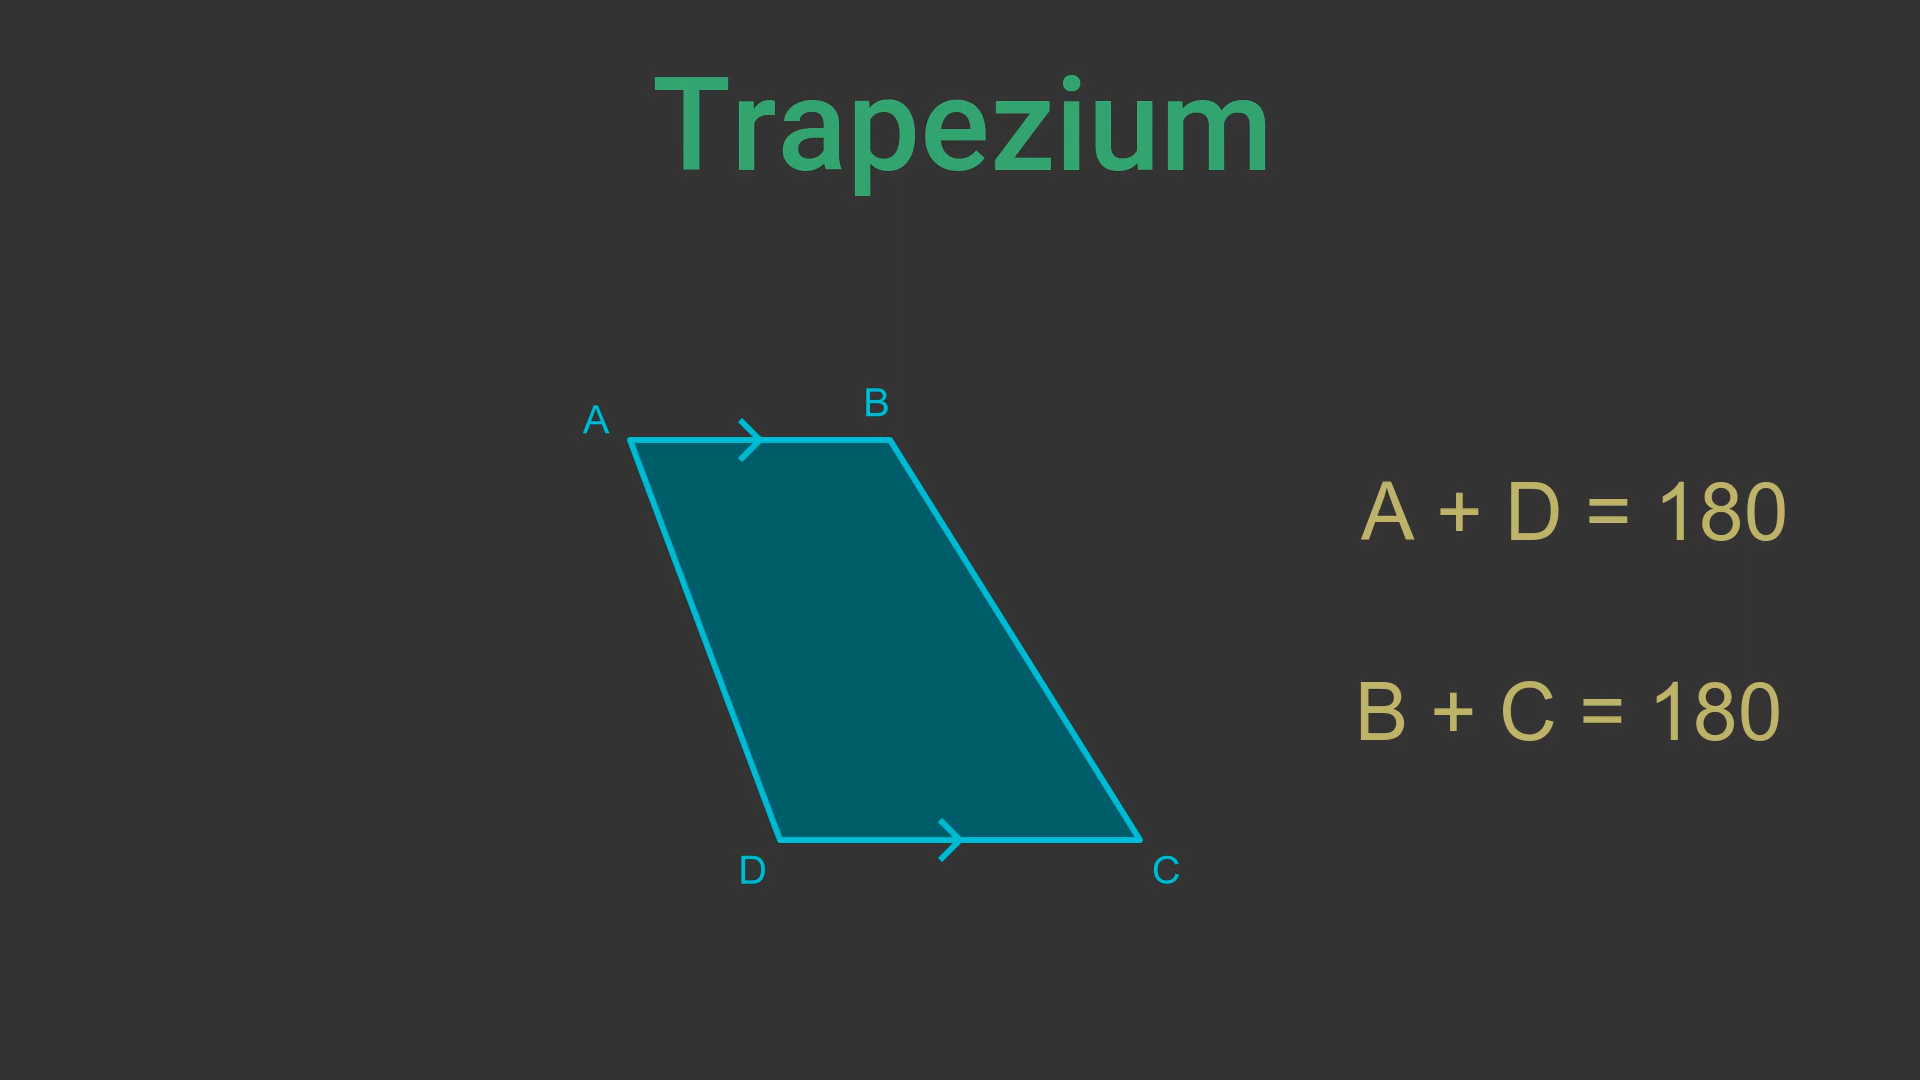 Trapezium
A
B
A + D = 180
B + C = 180
D
C